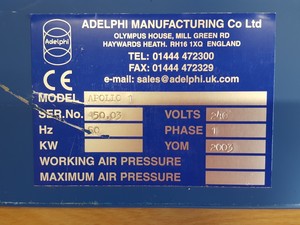 Adelphi
ADELPHI MANUFACTURING Co Ltd
OLYMPUS HOUSE, MILL GREEN RD
HAYWARDS HEATH. RH16 1XQ ENGLAND
TEL: 01444 472300
FAX: 01444 472329
e-mail: sales@adelphi.uk.com
CE
MODEL APOLLO 1
SER.No. 450.03 VOLTS 240
Hz 50 PHASE 1
KW YOM 2003
WORKING AIR PRESSURE
MAXIMUM AIR PRESSURE